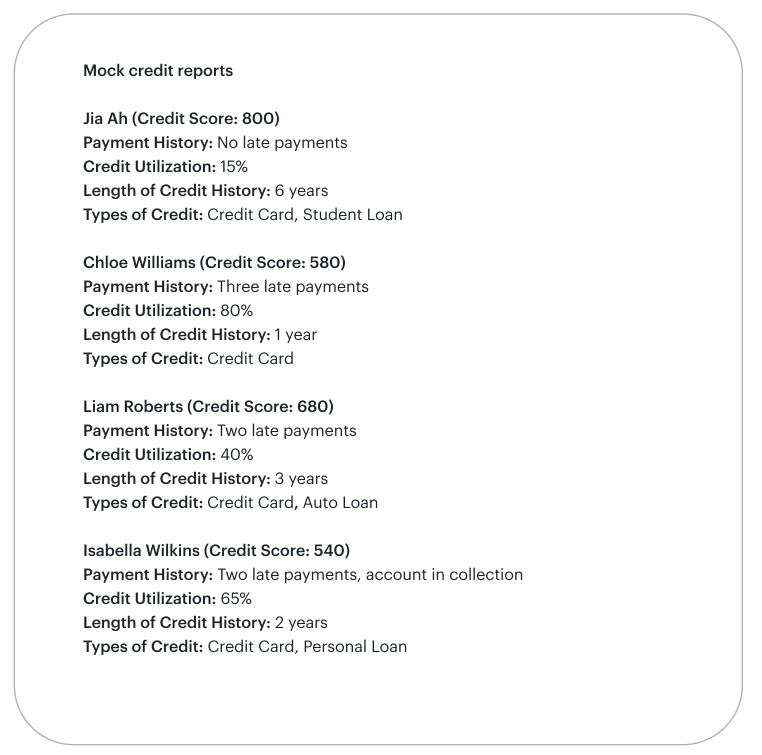 Mock credit reports
Jia Ah (Credit Score: 800)
Payment History: No late payments
Credit Utilization: 15%
Length of Credit History: 6 years
Types of Credit: Credit Card, Student Loan
Chloe Williams (Credit Score: 580)
Payment History: Three late payments
Credit Utilization: 80%
Length of Credit History: 1 year
Types of Credit: Credit Card
Liam Roberts (Credit Score: 680)
Payment History: Two late payments
Credit Utilization: 40%
Length of Credit History: 3 years
Types of Credit: Credit Card, Auto Loan
Isabella Wilkins (Credit Score: 540)
Payment History: Two late payments, account in collection
Credit Utilization: 65%
Length of Credit History: 2 years
Types of Credit: Credit Card, Personal Loan